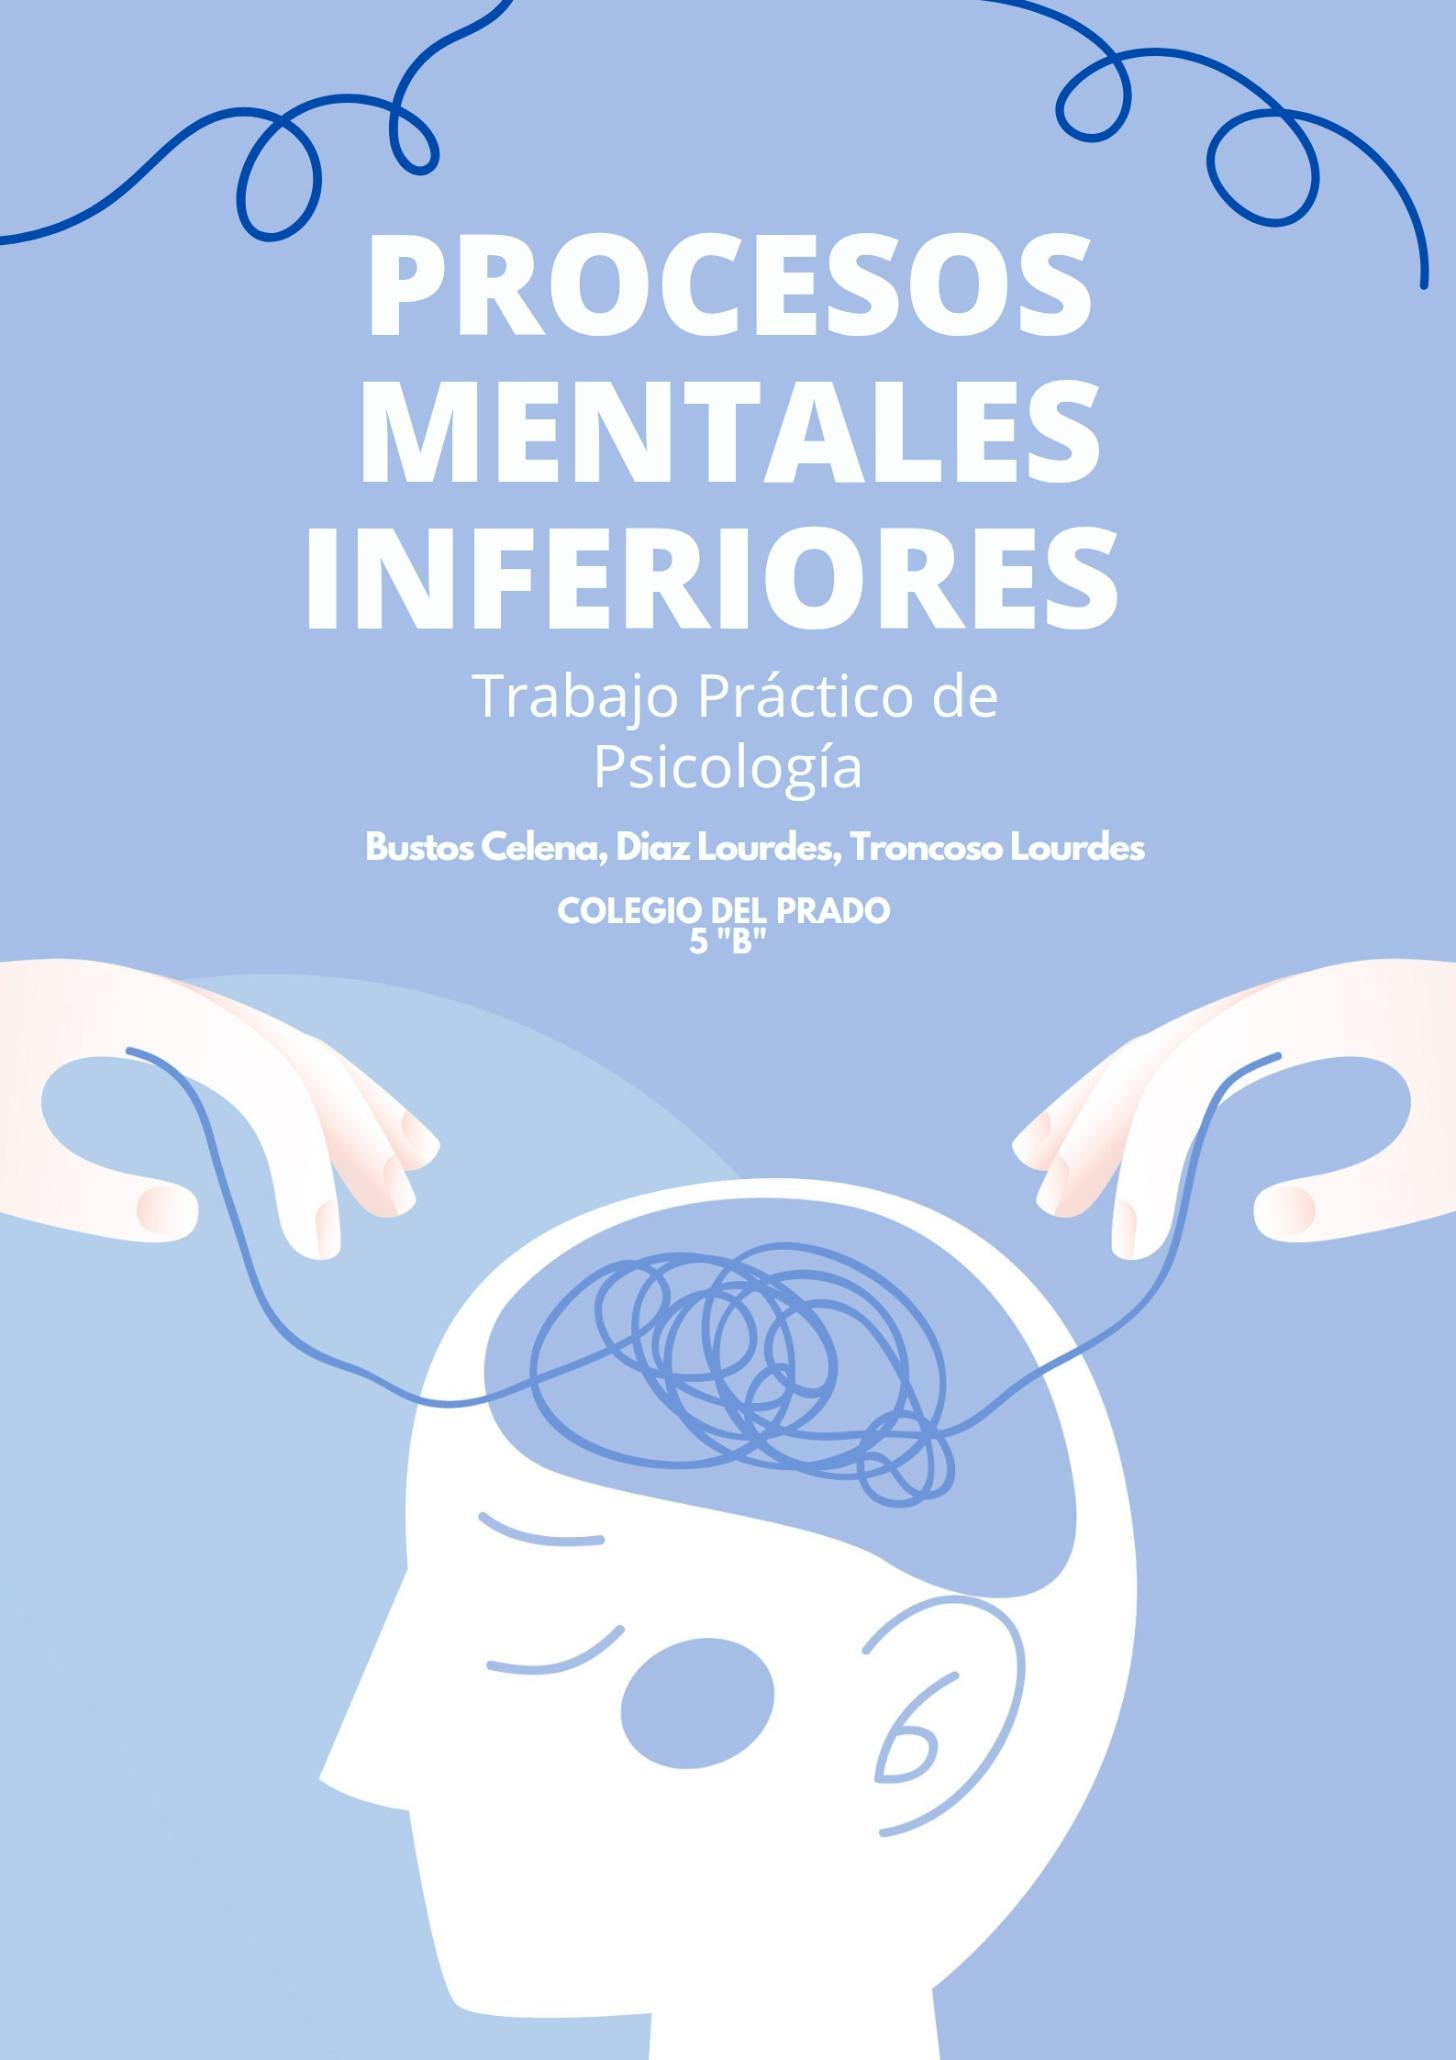 PROCESOS
MENTALES
INFERIORES
Trabajo Práctico de
Psicología
Bustos Celena, Diaz Lourdes, Troncoso Lourdes
COLEGIO DEL PRADO
5 "B"